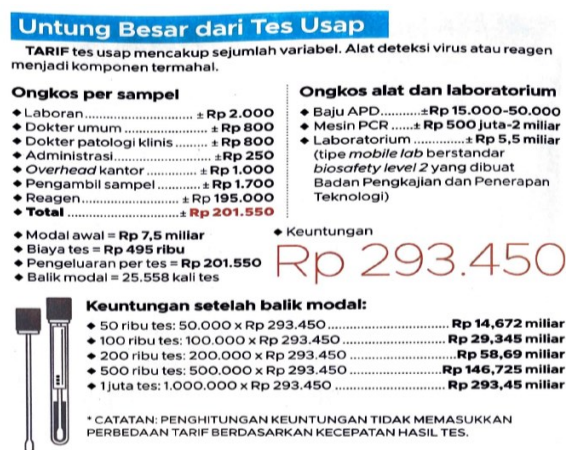 Untung Besar dari Tes Usap
TARIF tes usap mencakup sejumlah variabel. Alat deteksi virus atau reagen
menjadi komponen termahal.
Ongkos per sampel
◆ Laboran ............................ ± Rp 2.000
◆ Dokter umum ..................... ± Rp 800
◆ Dokter patologi klinis ........ ± Rp 800
◆ Administrasi......................... ±Rp 250
◆ Overhead kantor ............... ± Rp 1.000
◆ Pengambil sampel ............ ± Rp 1.700
◆ Reagen............................ ± Rp 195.000
◆ Total ............................ ± Rp 201.550
Ongkos alat dan laboratorium
◆ Baju APD..........±Rp 15.000-50.000
◆ Mesin PCR ......± Rp 500 juta-2 miliar
◆ Laboratorium .............± Rp 5,5 miliar
(tipe mobile lab berstandar
biosafety level 2 yang dibuat
Badan Pengkajian dan Penerapan
Teknologi)
◆ Modal awal = Rp 7,5 miliar
◆ Biaya tes = Rp 495 ribu
◆ Pengeluaran per tes = Rp 201.550
◆ Balik modal = 25.558 kali tes
◆ Keuntungan
Rp 293.450
Keuntungan setelah balik modal:
◆ 50 ribu tes: 50.000 x Rp 293.450 ............................ Rp 14,672 miliar
◆ 100 ribu tes: 100.000 x Rp 293.450 ........................ Rp 29,345 miliar
◆ 200 ribu tes: 200.000 x Rp 293.450 ........................Rp 58,69 miliar
◆ 500 ribu tes: 500.000 x Rp 293.450 .....................Rp 146,725 miliar
◆ 1 juta tes: 1.000.000 x Rp 293.450 ........................ Rp 293,45 miliar
* CATATAN: PENGHITUNGAN KEUNTUNGAN TIDAK MEMASUKKAN
PERBEDAAN TARIF BERDASARKAN KECEPATAN HASIL TES.